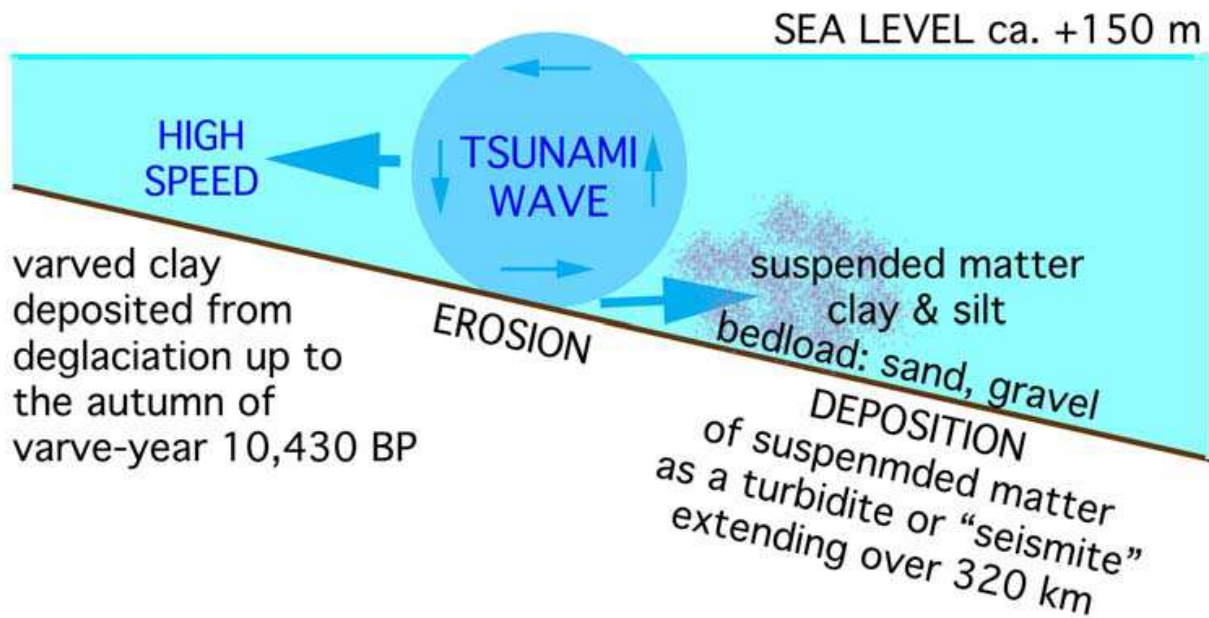 SEA LEVEL ca. +150 m
HIGH
SPEED
TSUNAMI
WAVE
varved clay
deposited from
deglaciation up to
the autumn of
varve-year 10,430 BP
EROSION
suspended matter
clay & silt
bedload: sand, gravel
DEPOSITION
of suspenmded matter
as a turbidite or “seismite”
extending over 320 km